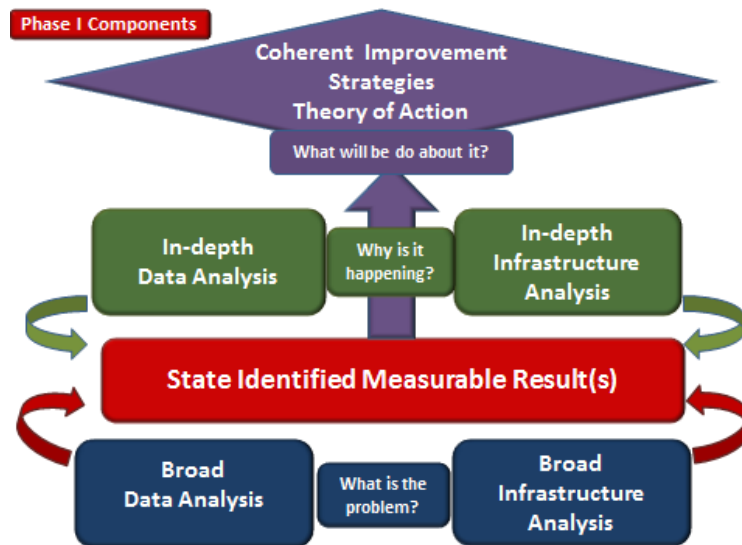 Phase I Components
Coherent Improvement
Strategies
Theory of Action
What will be do about it?
In-depth
Data Analysis
Why is it
happening?
In-depth
Infrastructure
Analysis
State Identified Measurable Result(s)
Broad
Data Analysis
What is the
problem?
Broad
Infrastructure
Analysis